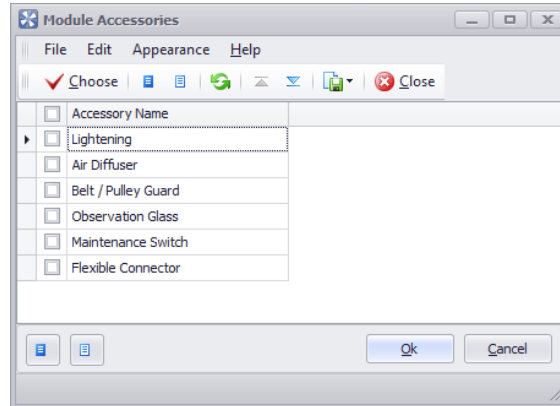 Module Accessories
File Edit Appearance Help
Choose Close
Accessory Name
Lightening
Air Diffuser
Belt / Pulley Guard
Observation Glass
Maintenance Switch
Flexible Connector
Ok Cancel